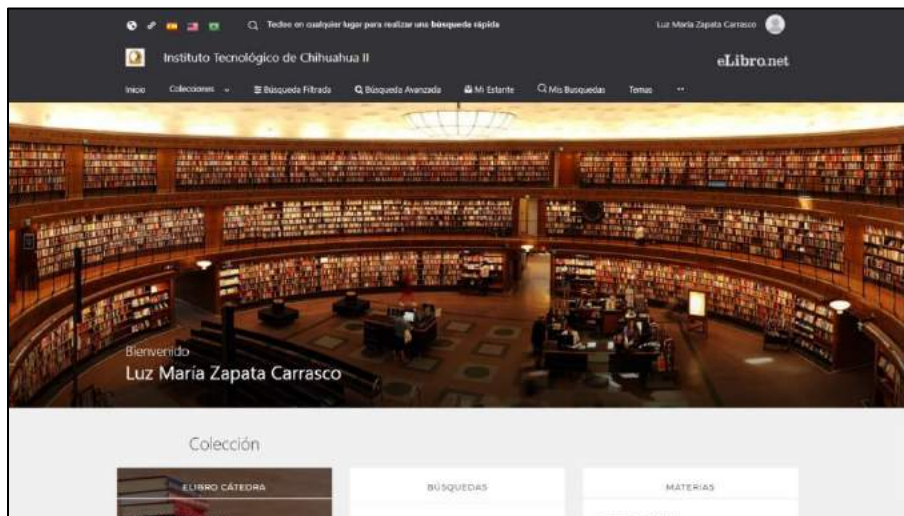 Tecleo en cualquier lugar para realizar una búsqueda rápida
Luz María Zapata Carrasco
Instituto Tecnológico de Chihuahua II
eLibro.net
Inicio Colecciones Búsqueda Filtrada Búsqueda Avanzada Mi Estante Mis Busquedas Temas
Bienvenido
Luz María Zapata Carrasco
Colección
ELIBRO CÁTEDRA
BÚSQUEDAS
MATERIAS